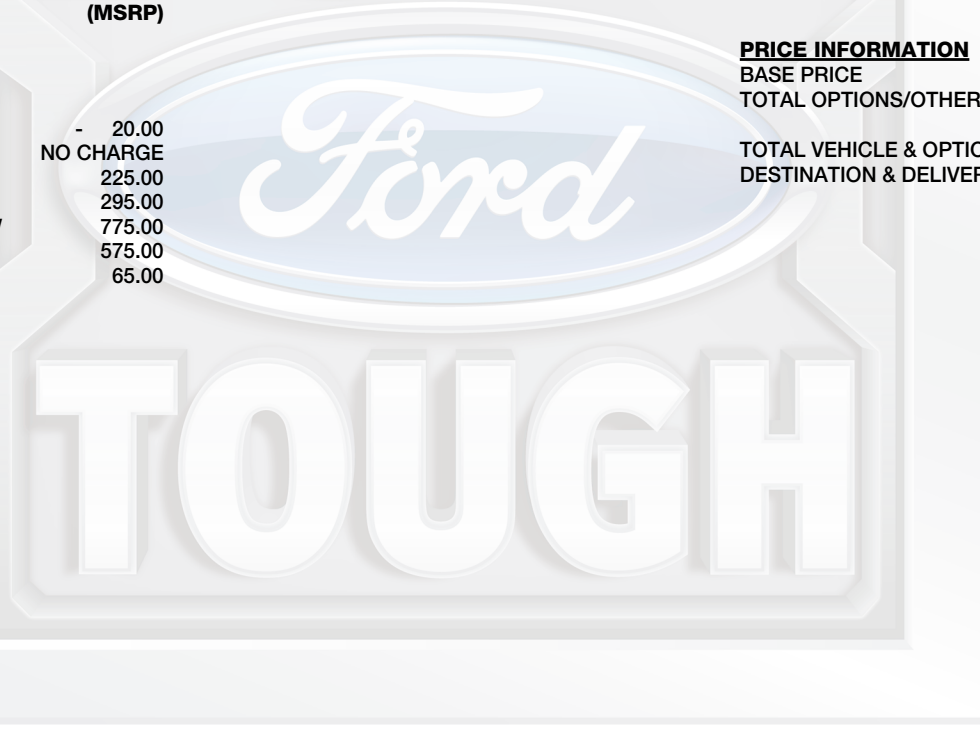 (MSRP)
- 20.00
NO CHARGE
225.00
295.00
775.00
575.00
65.00
PRICE INFORMATION
BASE PRICE
TOTAL OPTIONS/OTHER
TOTAL VEHICLE & OPTIO
DESTINATION & DELIVER
Ford
TOUGH